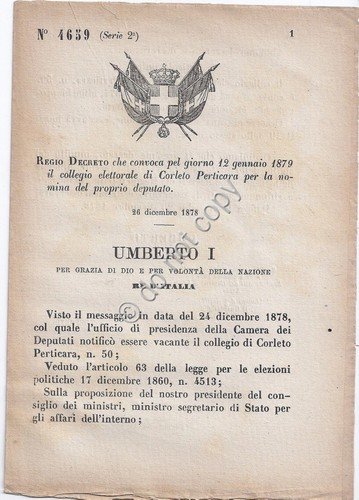 N° 4659 (Serie 2ª)
1
REGIO DECRETO che convoca pel giorno 12 gennaio 1879
il collegio elettorale di Corleto Perticara per la no-
mina del proprio deputato.
26 dicembre 1878
UMBERTO I
PER GRAZIA DI DIO E PER VOLONTÀ DELLA NAZIONE
RE D'ITALIA
Visto il messaggio in data del 24 dicembre 1878,
col quale l'ufficio di presidenza della Camera dei
Deputati notificò essere vacante il collegio di Corleto
Perticara, n. 50;
Veduto l'articolo 63 della legge per le elezioni
politiche 17 dicembre 1860, n. 4513;
Sulla proposizione del nostro presidente del con-
siglio dei ministri, ministro segretario di Stato per
gli affari dell'interno;
do not copy